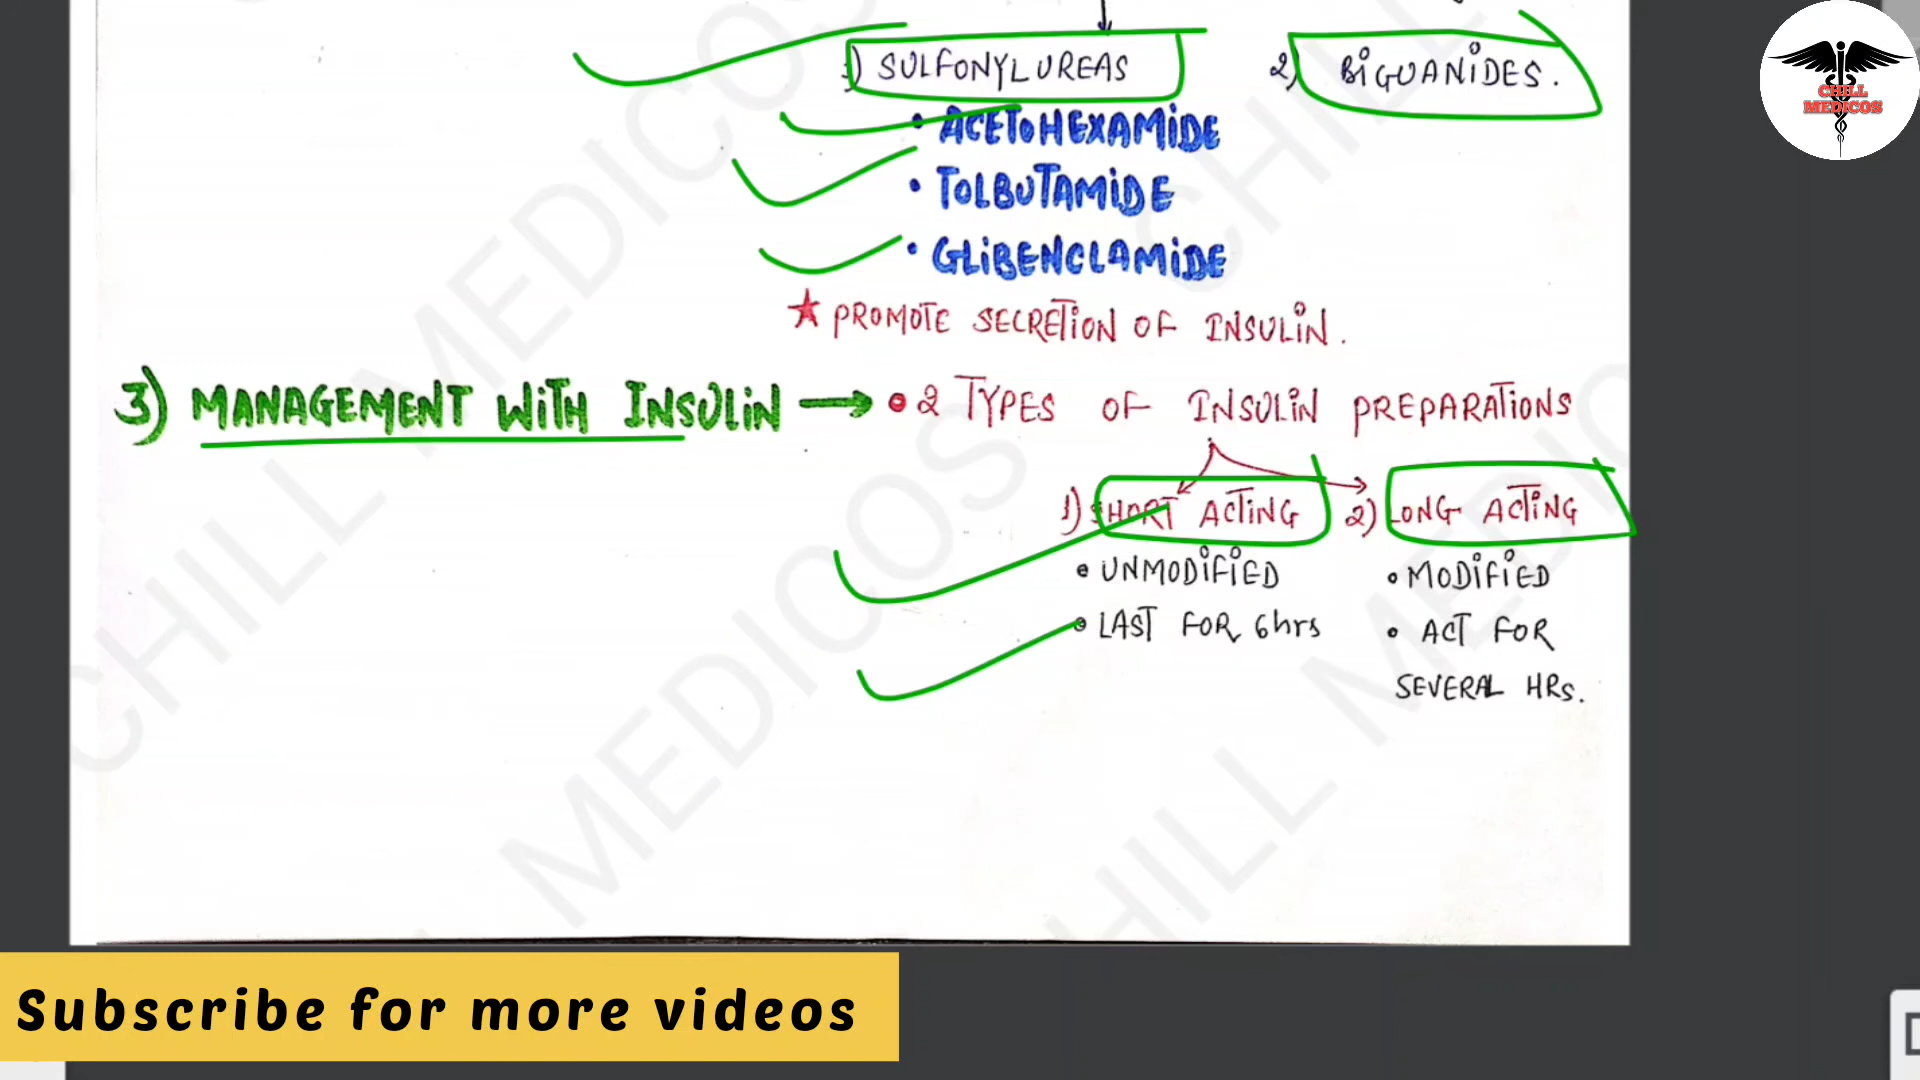 1) SULFONYLUREAS 2) BIGUANIDES.
• ACETOHEXAMIDE
• TOLBUTAMIDE
• GLIBENCLAMIDE
★ PROMOTE SECRETION OF INSULIN.
3) MANAGEMENT WITH INSULIN → • 2 TYPES OF INSULIN PREPARATIONS
1) SHORT ACTING 2) LONG ACTING
• UNMODIFIED • MODIFIED
• LAST FOR 6hrs • ACT FOR
SEVERAL HRs.
CHILL
MEDICOS
CHILL MEDICOS
Subscribe for more videos